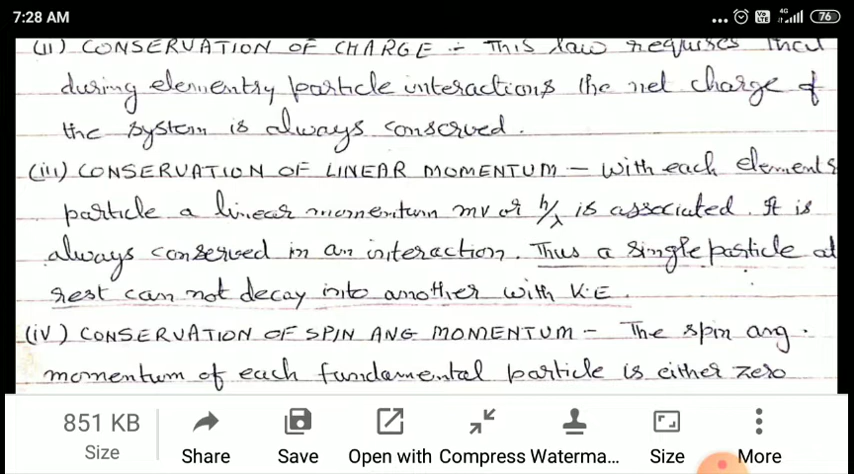 7:28 AM
... Vo LTE 4G 76
(ii) CONSERVATION OF CHARGE :- This law requires that
during elementry particle interactions the net charge of
the system is always conserved.
(iii) CONSERVATION OF LINEAR MOMENTUM - With each elements
particle a linear momentum mv or h/λ is associated. It is
always conserved in an interaction. Thus a single particle at
rest can not decay into another with K.E.
(iv) CONSERVATION OF SPIN ANG MOMENTUM - The spin ang.
momentum of each fundamental particle is either zero
851 KB
Size Share Save Open with Compress Waterma... Size More